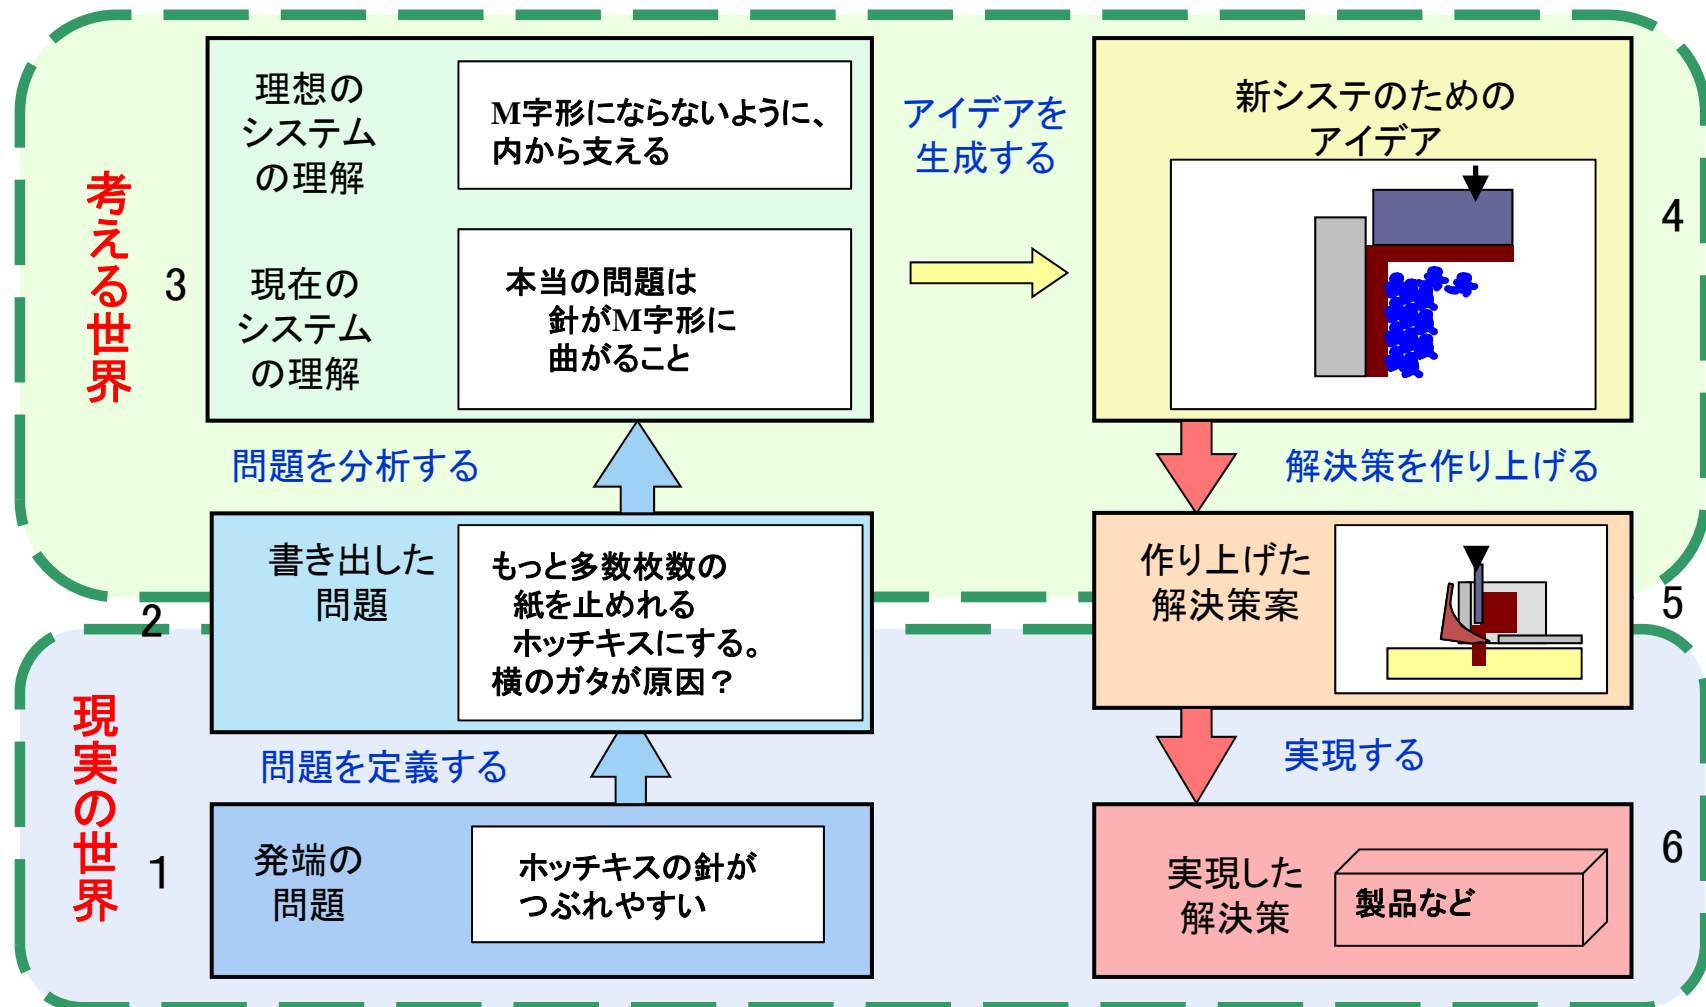 考える世界
3
理想の
システム
の理解
M字形にならないように、
内から支える
現在の
システム
の理解
本当の問題は
針がM字形に
曲がること
アイデアを
生成する
新システのための
アイデア
4
問題を分析する
解決策を作り上げる
2
書き出した
問題
もっと多数枚数の
紙を止めれる
ホッチキスにする。
横のガタが原因？
作り上げた
解決策案
5
現実の世界
問題を定義する
実現する
1
発端の
問題
ホッチキスの針が
つぶれやすい
実現した
解決策
製品など
6